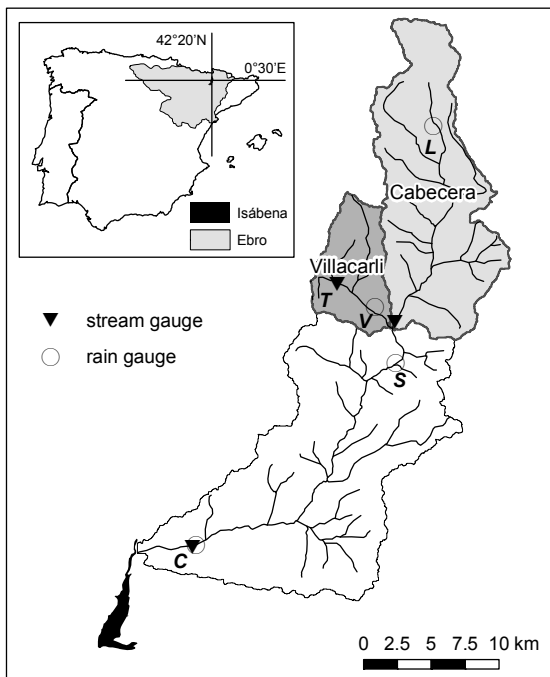 42°20'N
0°30'E
Isábena
Ebro
L
Cabecera
Villacarli
T
V
stream gauge
rain gauge
S
C
0 2.5 5 7.5 10 km